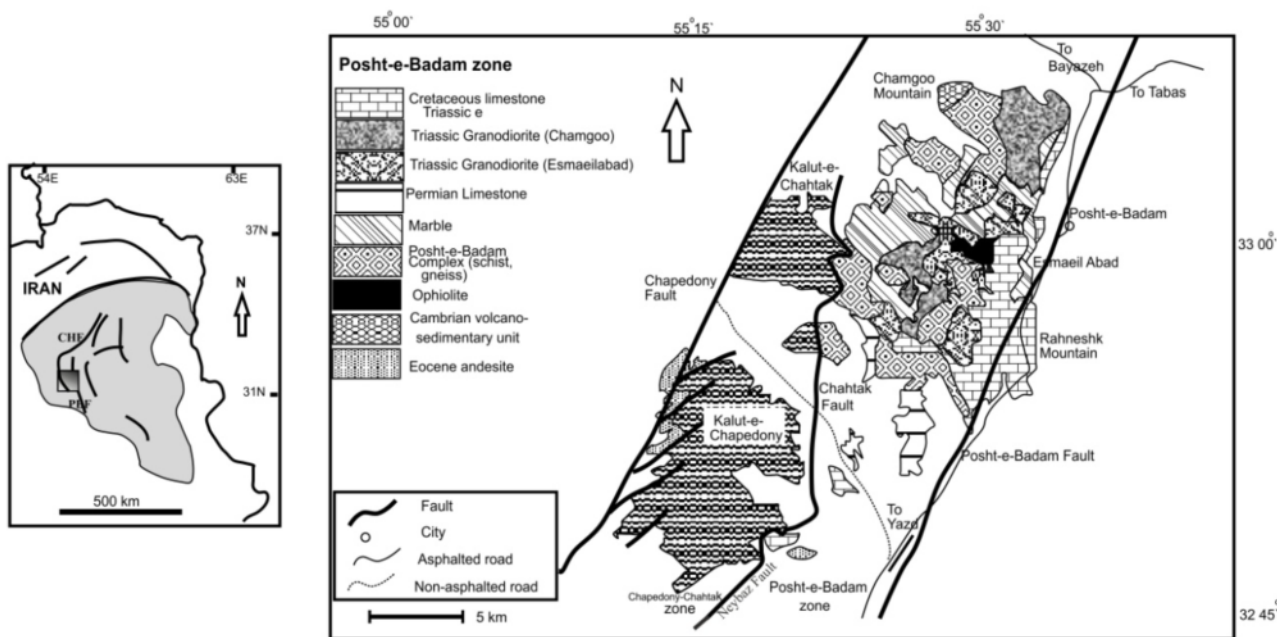 54E
63E
37N
IRAN
N
CHF
PBF
31N
500 km
55 00°
55 15°
55 30°
33 00°
32 45°
Posht-e-Badam zone
Cretaceous limestone
Triassic e
Triassic Granodiorite (Chamgoo)
Triassic Granodiorite (Esmaeilabad)
Permian Limestone
Marble
Posht-e-Badam
Complex (schist,
gneiss)
Ophiolite
Cambrian volcano-
sedimentary unit
Eocene andesite
Fault
City
Asphalted road
Non-asphalted road
5 km
N
To
Bayazeh
To Tabas
Chamgoo
Mountain
Kalut-e-
Chahtak
Posht-e-Badam
Esmaeil Abad
Chapedony
Fault
Rahneshk
Mountain
Chahtak
Fault
Kalut-e-
Chapedony
Posht-e-Badam Fault
To
Yazd
Neybaz Fault
Chapedony-Chahtak
zone
Posht-e-Badam
zone